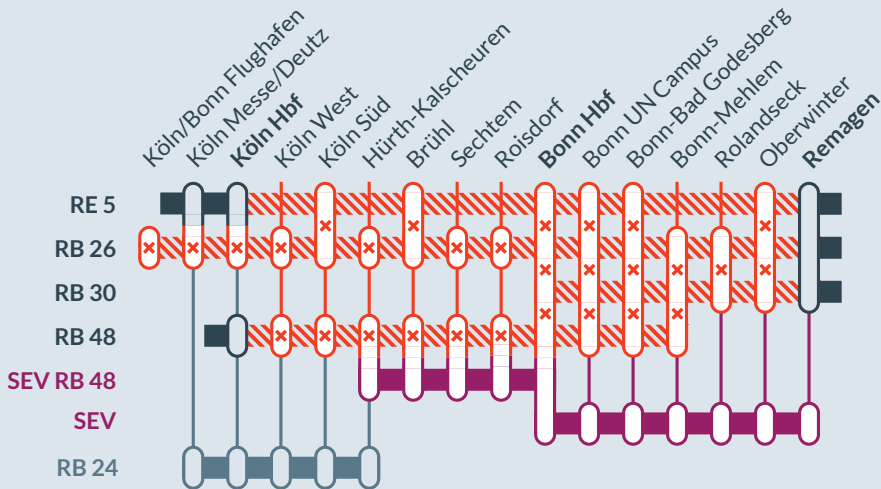 Köln/Bonn Flughafen
Köln Messe/Deutz
Köln Hbf
Köln West
Köln Süd
Hürth-Kalscheuren
Brühl
Sechtem
Roisdorf
Bonn Hbf
Bonn UN Campus
Bonn-Bad Godesberg
Bonn-Mehlem
Rolandseck
Oberwinter
Remagen
RE 5
RB 26
RB 30
RB 48
SEV RB 48
SEV
RB 24